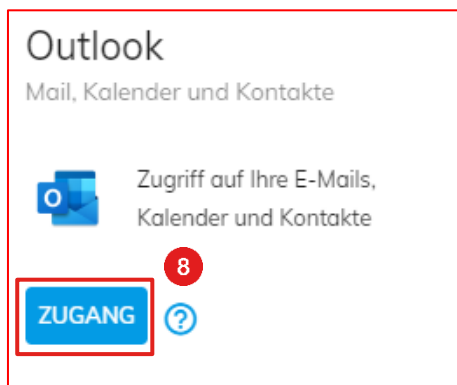 Outlook
Mail, Kalender und Kontakte
O
Zugriff auf Ihre E-Mails,
Kalender und Kontakte
8
ZUGANG ?